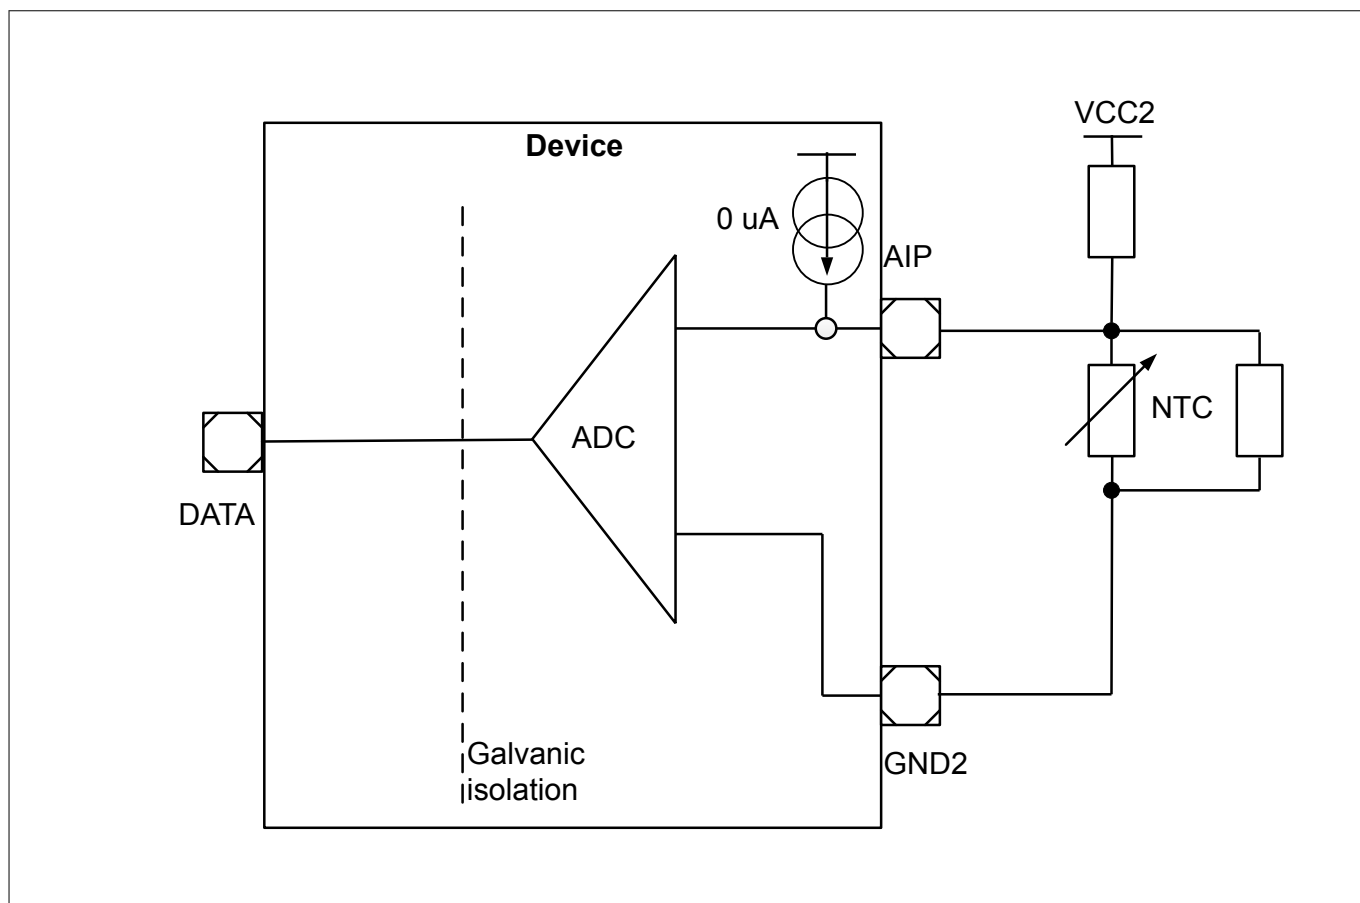 VCC2
Device
0 uA
AIP
NTC
ADC
DATA
Galvanic
isolation
GND2